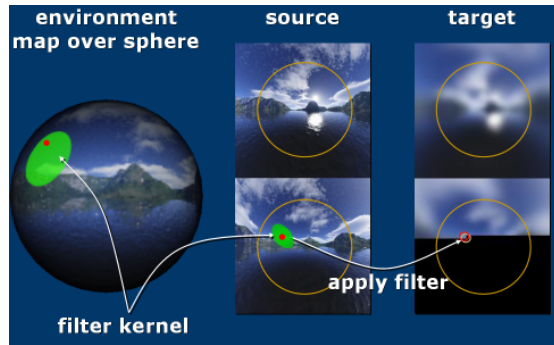 environment
map over sphere
source
target
apply filter
filter kernel